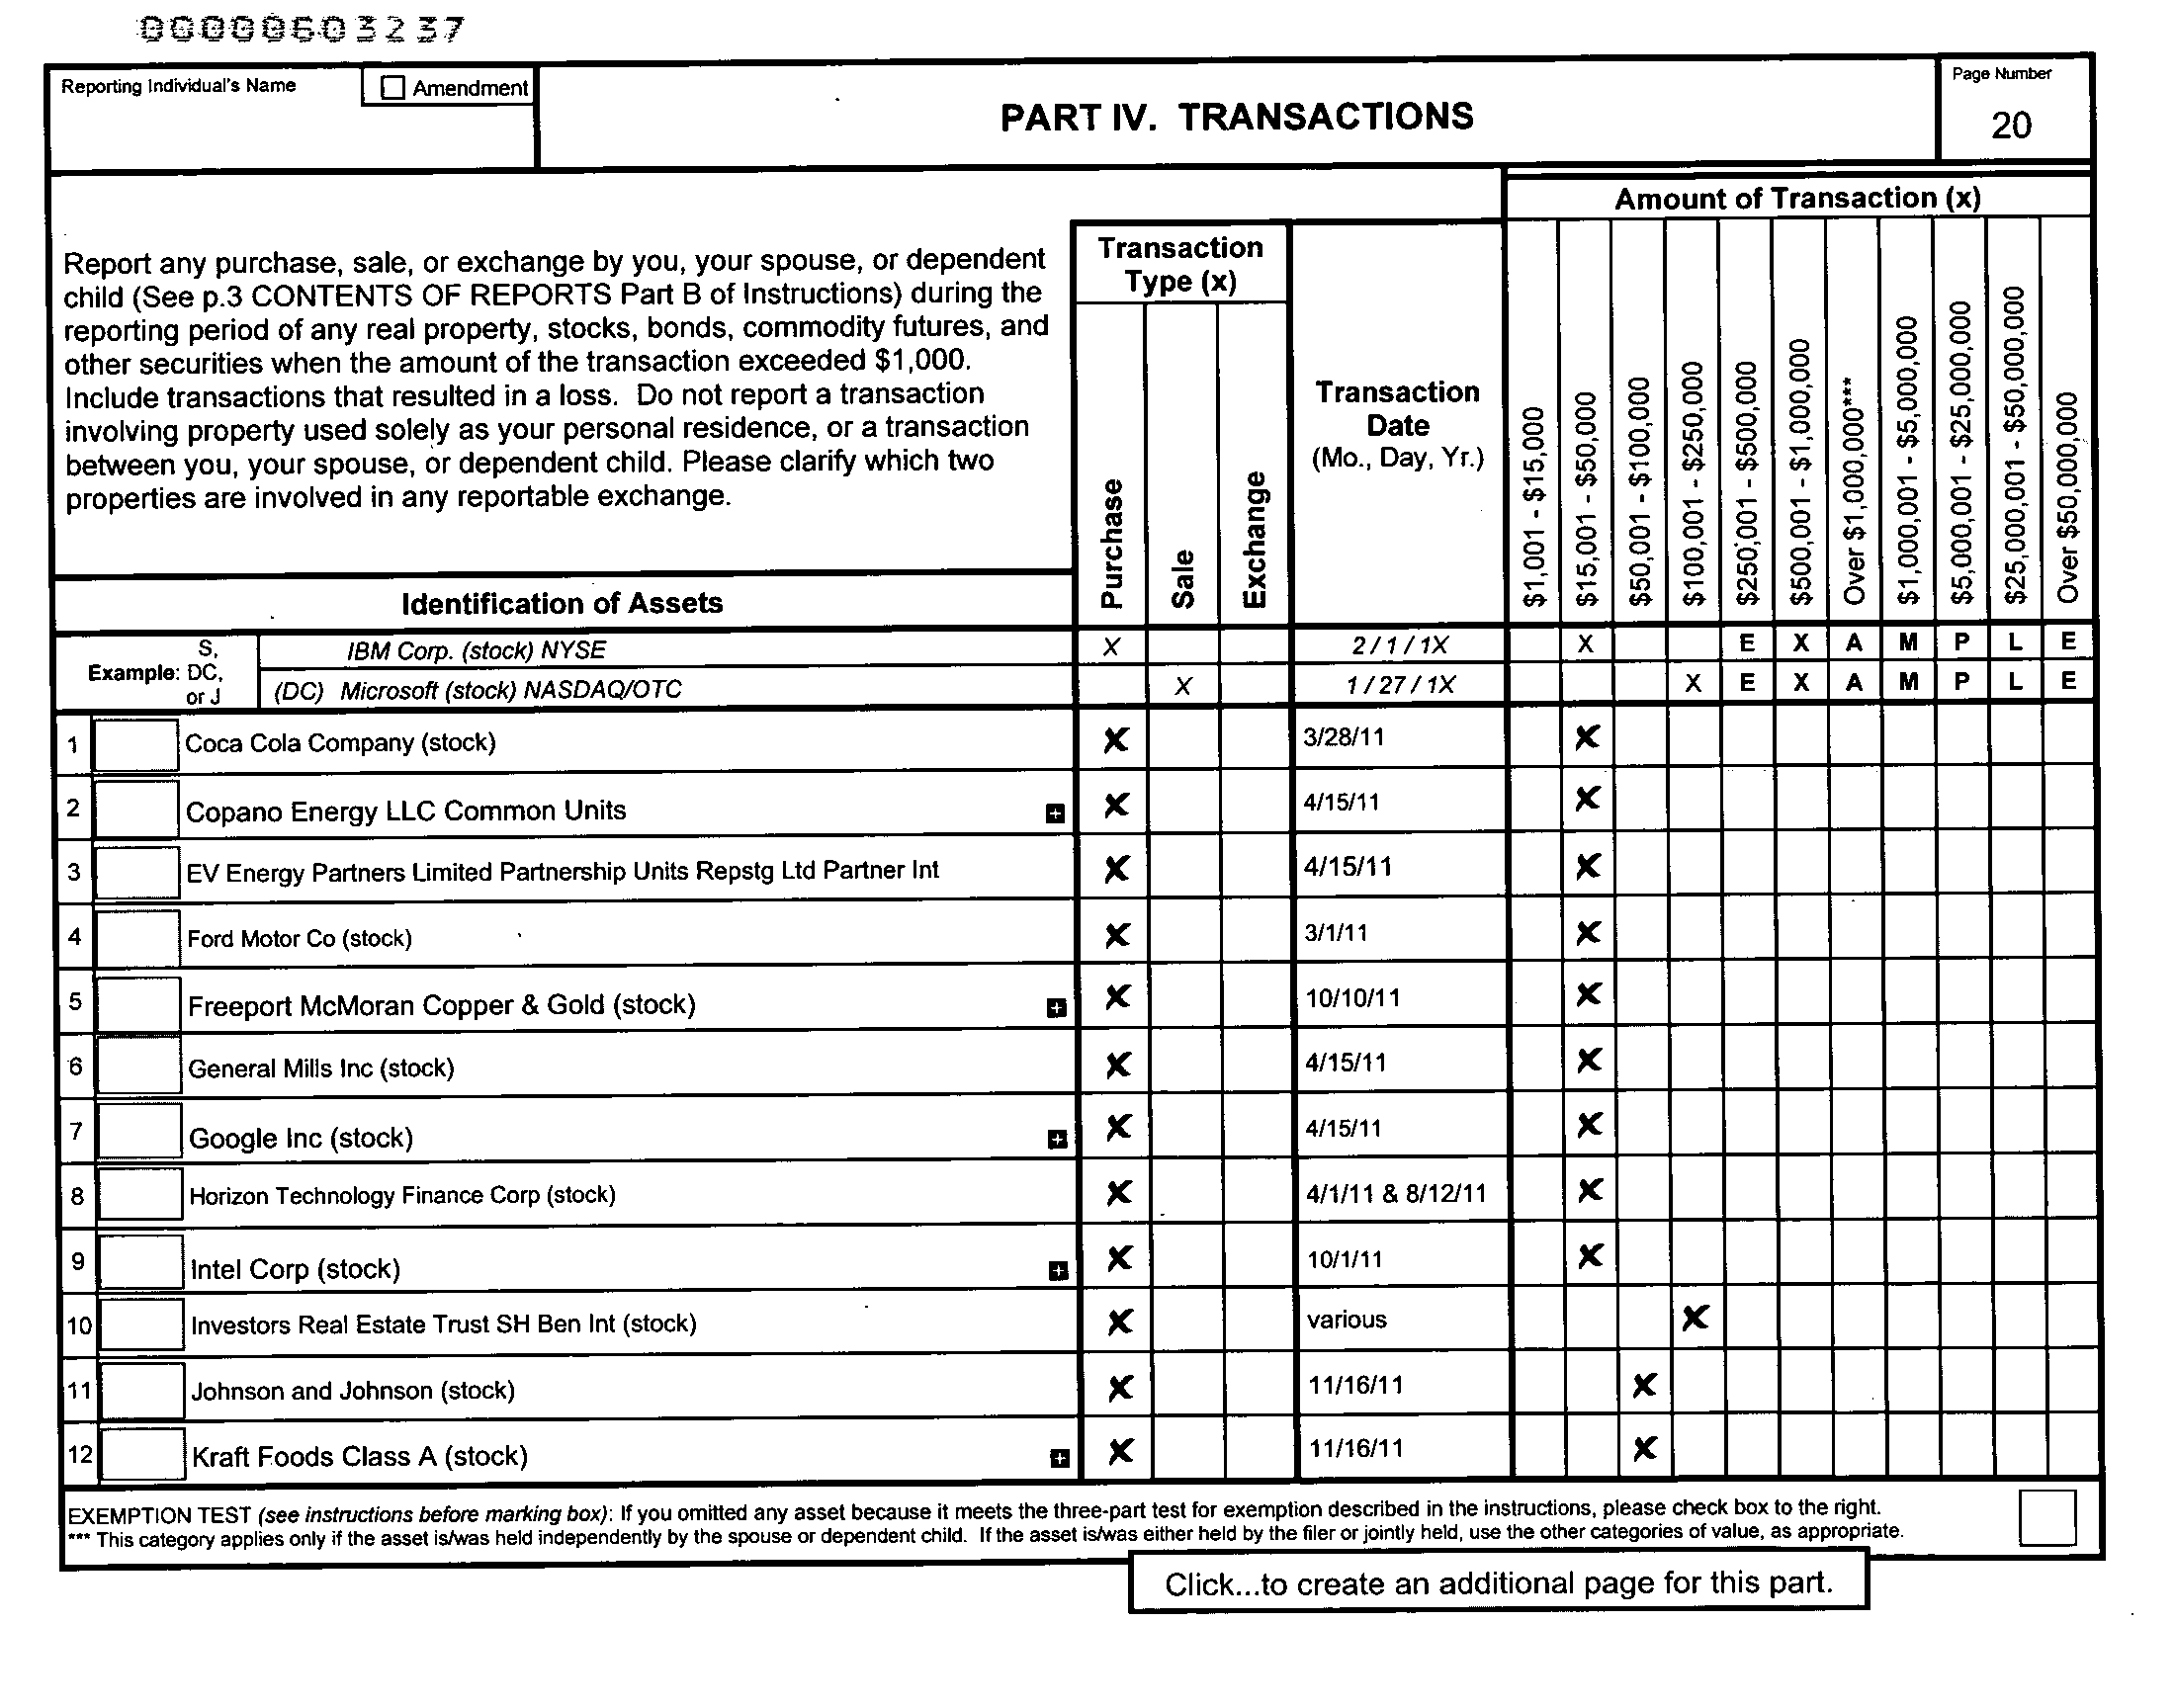 00000603237
Reporting Individual's Name
Amendment
PART IV. TRANSACTIONS
Page Number
20
Report any purchase, sale, or exchange by you, your spouse, or dependent
child (See p.3 CONTENTS OF REPORTS Part B of Instructions) during the
reporting period of any real property, stocks, bonds, commodity futures, and
other securities when the amount of the transaction exceeded $1,000.
Include transactions that resulted in a loss. Do not report a transaction
involving property used solely as your personal residence, or a transaction
between you, your spouse, or dependent child. Please clarify which two
properties are involved in any reportable exchange.
Transaction
Type (x)
Purchase
Sale
Exchange
Transaction
Date
(Mo., Day, Yr.)
Amount of Transaction (x)
$1,001 - $15,000
$15,001 - $50,000
$50,001 - $100,000
$100,001 - $250,000
$250,001 - $500,000
$500,001 - $1,000,000
Over $1,000,000***
$1,000,001 - $5,000,000
$5,000,001 - $25,000,000
$25,000,001 - $50,000,000
Over $50,000,000
Identification of Assets
Example: S, DC, or J
IBM Corp. (stock) NYSE X 2 / 1 / 1X X E X A M P L E
(DC) Microsoft (stock) NASDAQ/OTC X 1 / 27 / 1X X E X A M P L E
1 Coca Cola Company (stock) X 3/28/11 X
2 Copano Energy LLC Common Units + X 4/15/11 X
3 EV Energy Partners Limited Partnership Units Repstg Ltd Partner Int X 4/15/11 X
4 Ford Motor Co (stock) X 3/1/11 X
5 Freeport McMoran Copper & Gold (stock) + X 10/10/11 X
6 General Mills Inc (stock) X 4/15/11 X
7 Google Inc (stock) + X 4/15/11 X
8 Horizon Technology Finance Corp (stock) X 4/1/11 & 8/12/11 X
9 Intel Corp (stock) + X 10/1/11 X
10 Investors Real Estate Trust SH Ben Int (stock) X various X
11 Johnson and Johnson (stock) X 11/16/11 X
12 Kraft Foods Class A (stock) + X 11/16/11 X
EXEMPTION TEST (see instructions before marking box): If you omitted any asset because it meets the three-part test for exemption described in the instructions, please check box to the right.
*** This category applies only if the asset is/was held independently by the spouse or dependent child. If the asset is/was either held by the filer or jointly held, use the other categories of value, as appropriate.
Click...to create an additional page for this part.